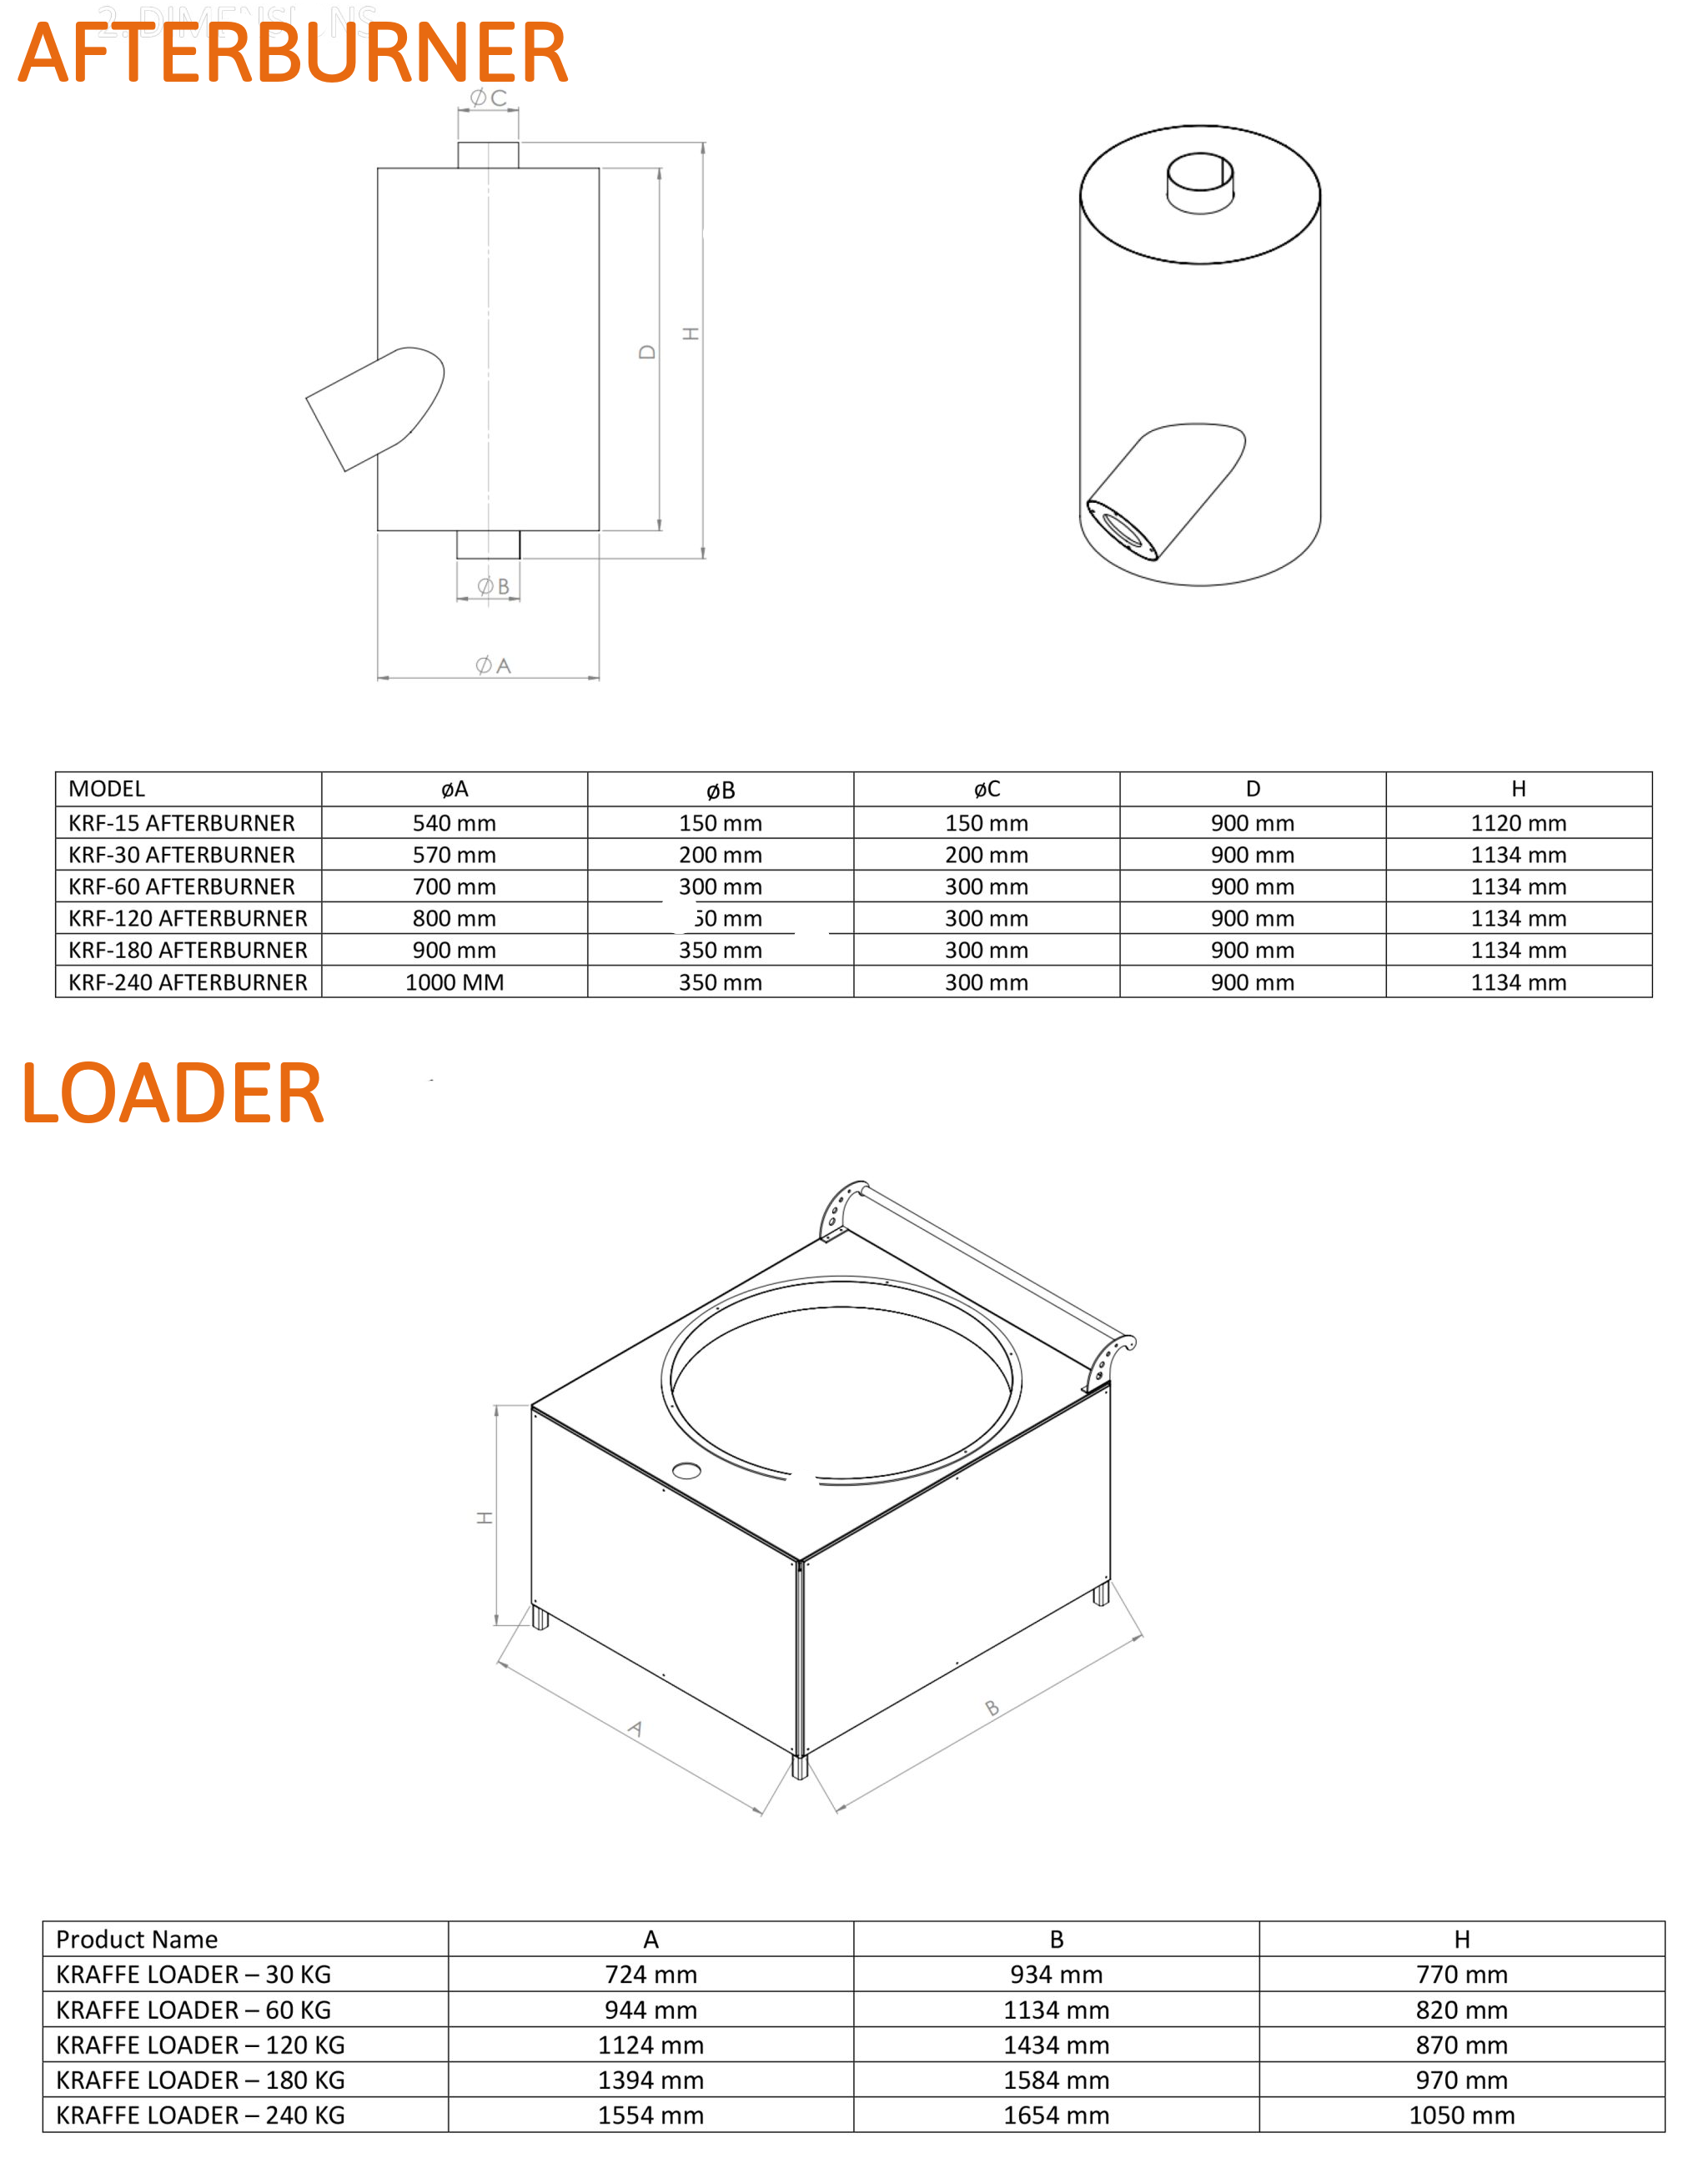 2. DIMENSIONS
AFTERBURNER
∅C
D
H
∅B
∅A
MODEL øA øB øC D H
KRF-15 AFTERBURNER 540 mm 150 mm 150 mm 900 mm 1120 mm
KRF-30 AFTERBURNER 570 mm 200 mm 200 mm 900 mm 1134 mm
KRF-60 AFTERBURNER 700 mm 300 mm 300 mm 900 mm 1134 mm
KRF-120 AFTERBURNER 800 mm mm 300 mm 900 mm 1134 mm
KRF-180 AFTERBURNER 900 mm 350 mm 300 mm 900 mm 1134 mm
KRF-240 AFTERBURNER 1000 MM 350 mm 300 mm 900 mm 1134 mm
LOADER
H
A
B
Product Name A B H
KRAFFE LOADER – 30 KG 724 mm 934 mm 770 mm
KRAFFE LOADER – 60 KG 944 mm 1134 mm 820 mm
KRAFFE LOADER – 120 KG 1124 mm 1434 mm 870 mm
KRAFFE LOADER – 180 KG 1394 mm 1584 mm 970 mm
KRAFFE LOADER – 240 KG 1554 mm 1654 mm 1050 mm